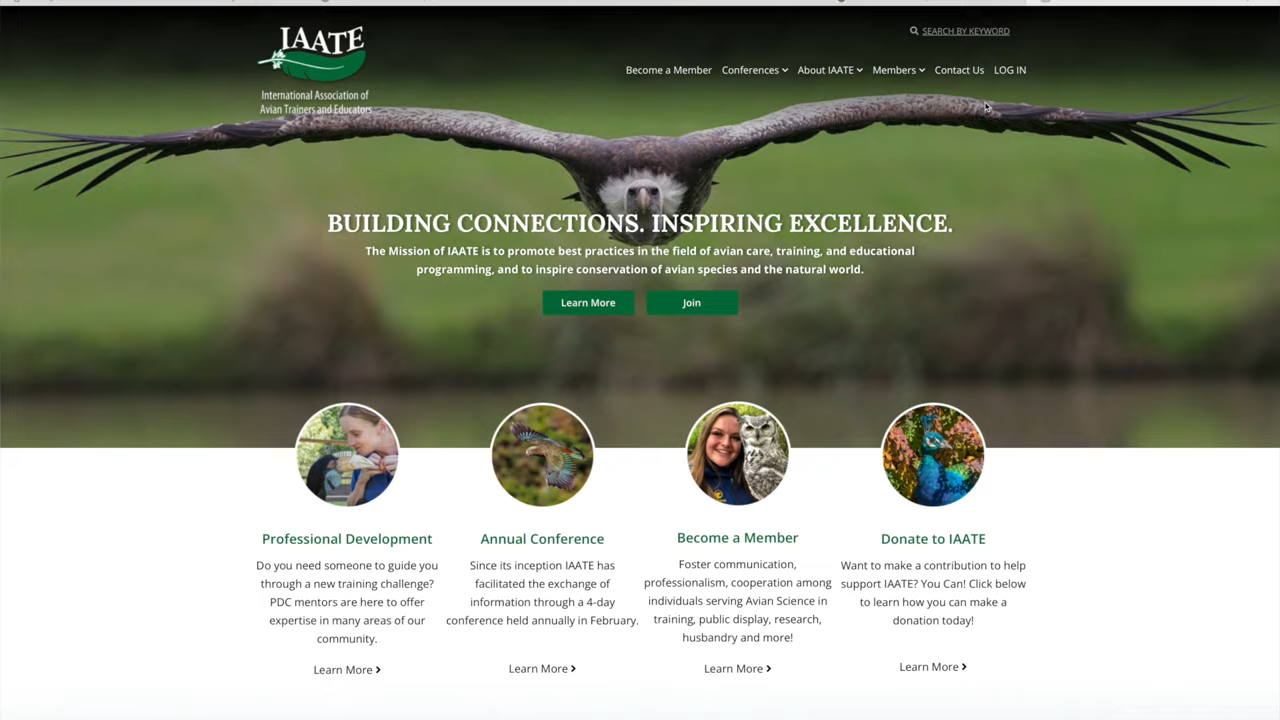 IAATE
International Association of
Avian Trainers and Educators
SEARCH BY KEYWORD
Become a Member Conferences About IAATE Members Contact Us LOG IN
BUILDING CONNECTIONS. INSPIRING EXCELLENCE.
The Mission of IAATE is to promote best practices in the field of avian care, training, and educational
programming, and to inspire conservation of avian species and the natural world.
Learn More Join
Professional Development
Do you need someone to guide you
through a new training challenge?
PDC mentors are here to offer
expertise in many areas of our
community.
Learn More
Annual Conference
Since its inception IAATE has
facilitated the exchange of
information through a 4-day
conference held annually in February.
Learn More
Become a Member
Foster communication,
professionalism, cooperation among
individuals serving Avian Science in
training, public display, research,
husbandry and more!
Learn More
Donate to IAATE
Want to make a contribution to help
support IAATE? You Can! Click below
to learn how you can make a
donation today!
Learn More